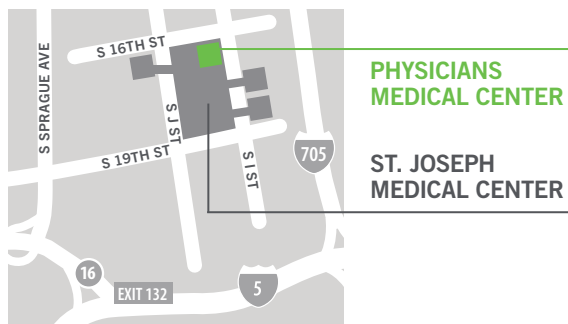 S 16TH ST
S SPRAGUE AVE
S J ST
S I ST
S 19TH ST
705
16
EXIT 132
5
PHYSICIANS
MEDICAL CENTER
ST. JOSEPH
MEDICAL CENTER